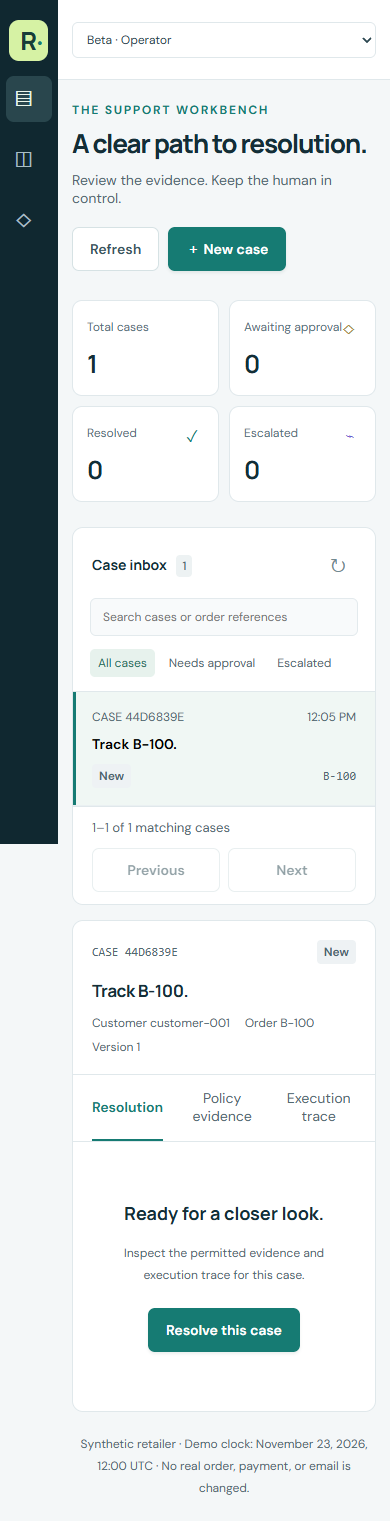 R.
Beta · Operator
THE SUPPORT WORKBENCH
A clear path to resolution.
Review the evidence. Keep the human in
control.
Refresh
+ New case
Total cases
1
Awaiting approval
0
Resolved
0
Escalated
0
Case inbox 1
Search cases or order references
All cases Needs approval Escalated
CASE 44D6839E 12:05 PM
Track B-100.
New B-100
1–1 of 1 matching cases
Previous Next
CASE 44D6839E New
Track B-100.
Customer customer-001 Order B-100
Version 1
Resolution
Policy
evidence
Execution
trace
Ready for a closer look.
Inspect the permitted evidence and
execution trace for this case.
Resolve this case
Synthetic retailer · Demo clock: November 23, 2026,
12:00 UTC · No real order, payment, or email is
changed.